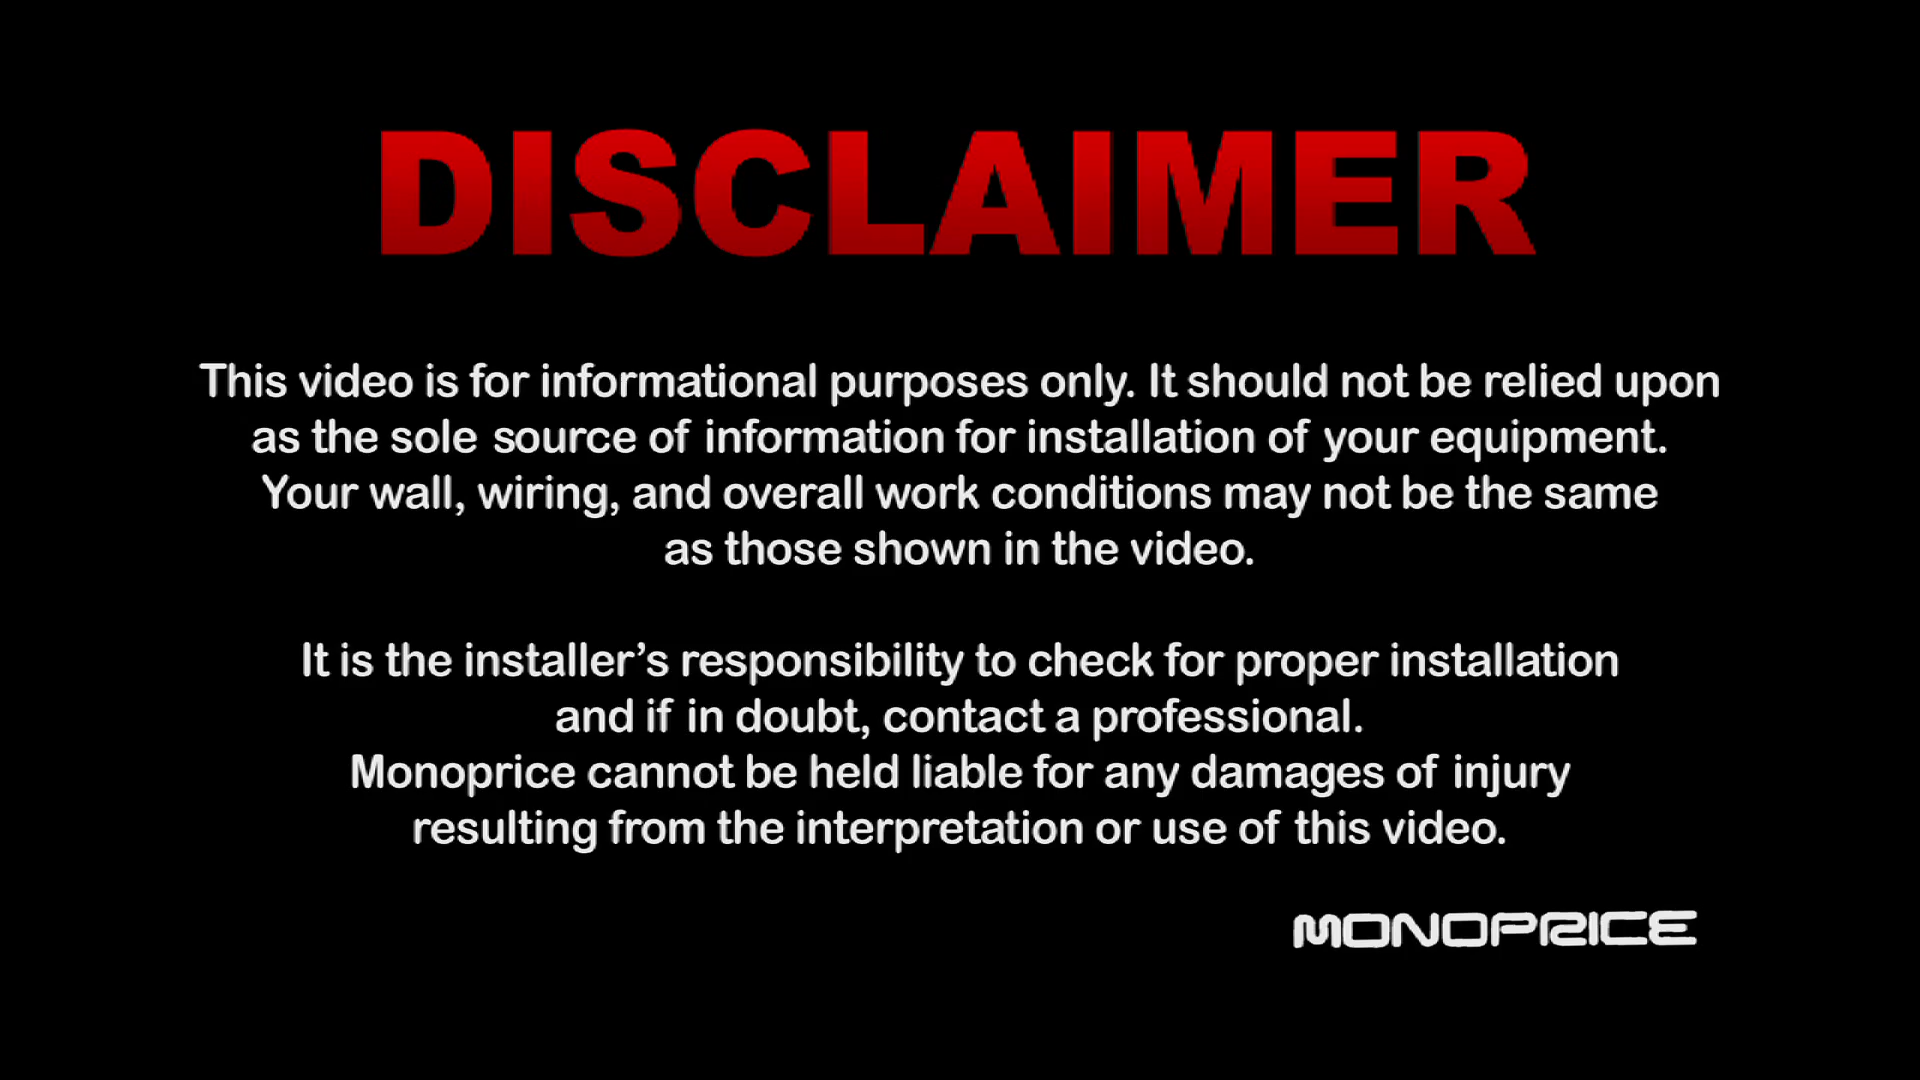 DISCLAIMER
This video is for informational purposes only. It should not be relied upon
as the sole source of information for installation of your equipment.
Your wall, wiring, and overall work conditions may not be the same
as those shown in the video.
It is the installer’s responsibility to check for proper installation
and if in doubt, contact a professional.
Monoprice cannot be held liable for any damages of injury
resulting from the interpretation or use of this video.
MONOPRICE